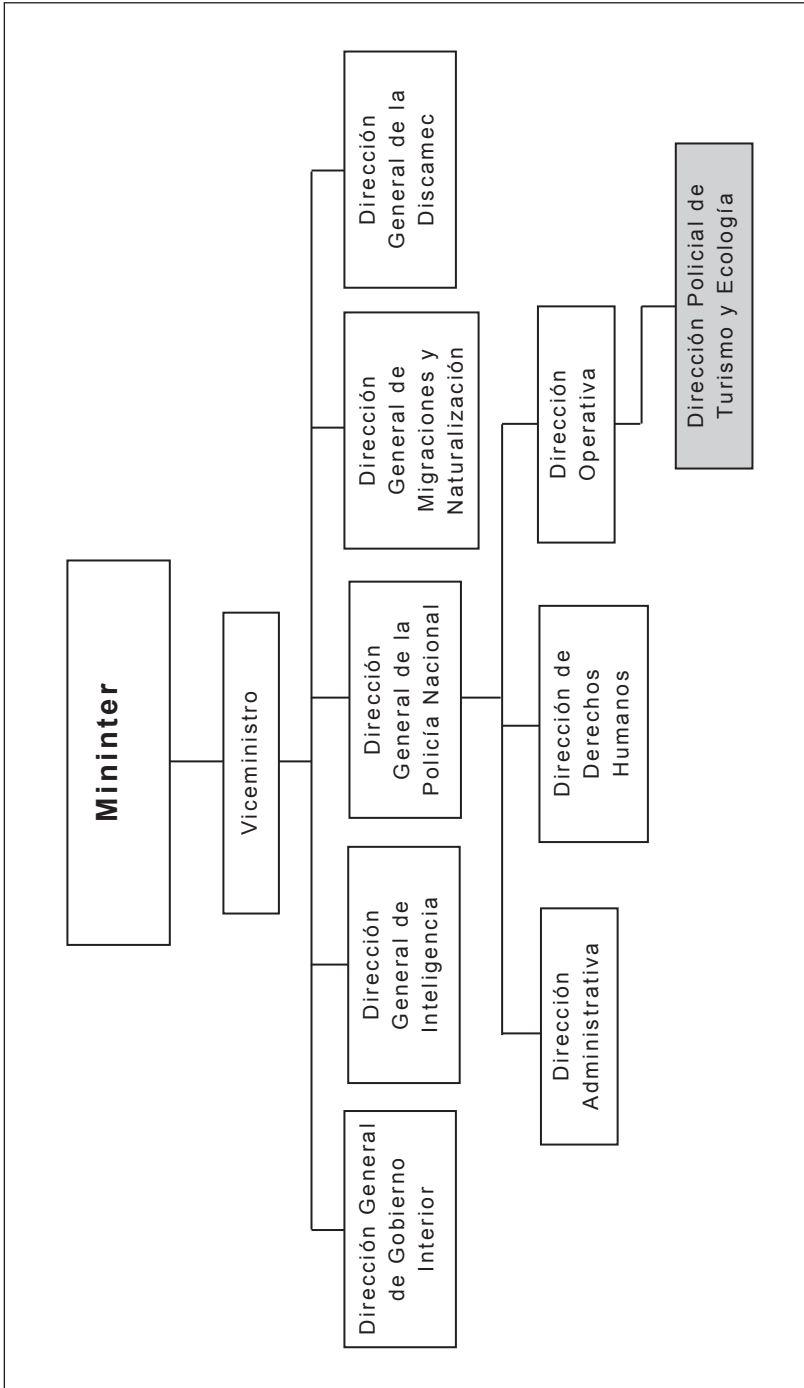 Mininter
Viceministro
Dirección General
de Gobierno
Interior
Dirección
General de
Inteligencia
Dirección
General de la
Policía Nacional
Dirección
General de
Migraciones y
Naturalización
Dirección
General de la
Discamec
Dirección
Administrativa
Dirección de
Derechos
Humanos
Dirección
Operativa
Dirección Policial de
Turismo y Ecología